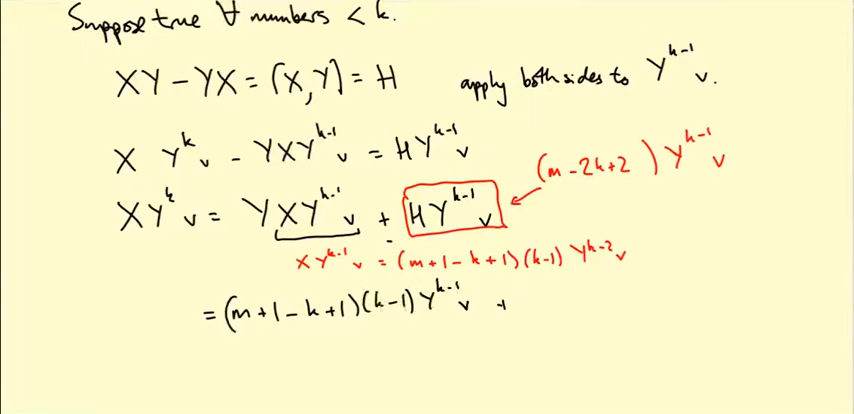 Suppose true ∀ numbers < k.
XY - YX = [X,Y] = H apply both sides to Y^{k-1} v.
X Y^k v - YXY^{k-1} v = HY^{k-1} v
(m-2k+2) Y^{k-1} v
XY^k v = YXY^{k-1} v + HY^{k-1} v
XY^{k-1} v = (m+1-k+1)(k-1) Y^{k-2} v
= (m+1-k+1)(k-1) Y^{k-1} v +